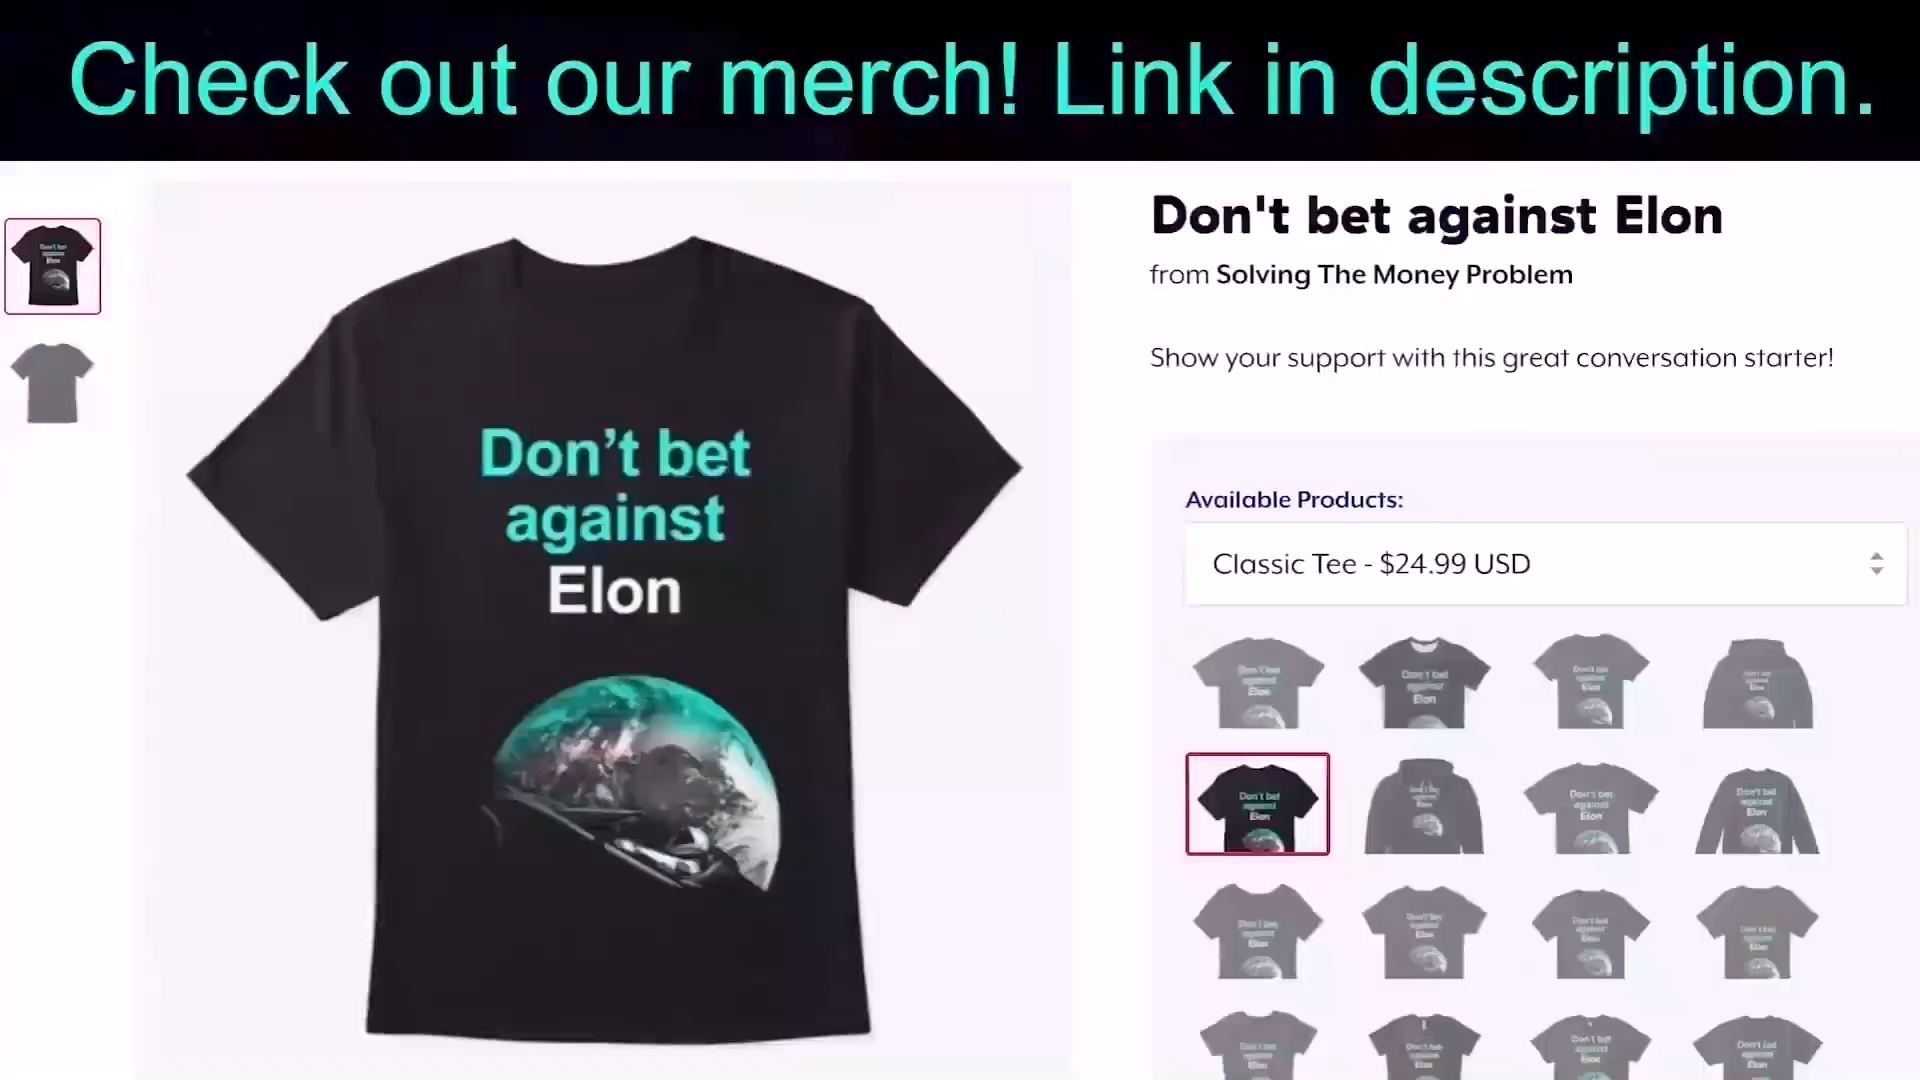 Check out our merch! Link in description.
Don't bet against Elon
from Solving The Money Problem
Show your support with this great conversation starter!
Don’t bet
against
Elon
Available Products:
Classic Tee - $24.99 USD